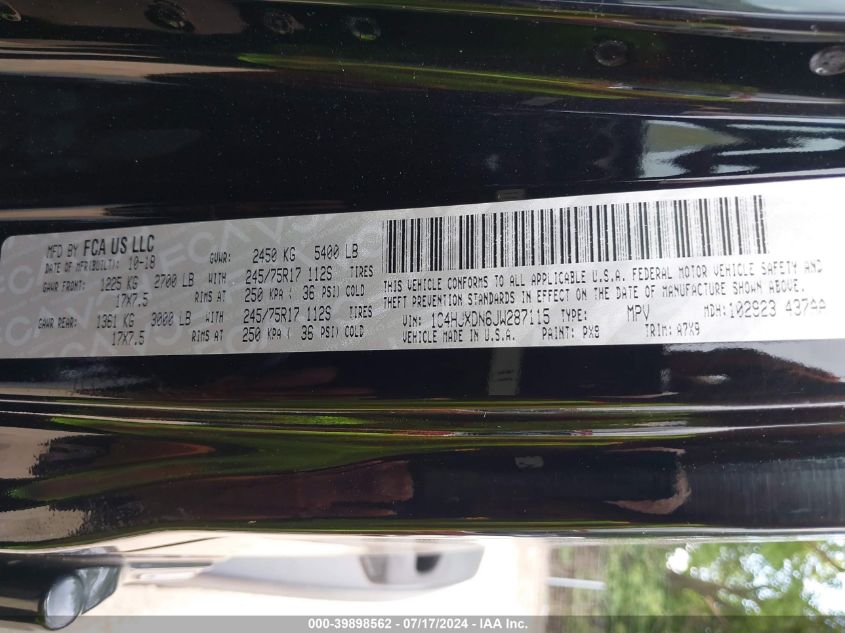 MFD BY FCA US LLC
DATE OF MFR(BUILT): 10-18 GVWR: 2450 KG 5400 LB
GAWR FRONT: 1225 KG 2700 LB WITH 245/75R17 112S TIRES
17X7.5 RIMS AT 250 KPA ( 36 PSI) COLD
GAWR REAR: 1361 KG 3000 LB WITH 245/75R17 112S TIRES
17X7.5 RIMS AT 250 KPA ( 36 PSI) COLD
THIS VEHICLE CONFORMS TO ALL APPLICABLE U.S.A. FEDERAL MOTOR VEHICLE SAFETY AND
THEFT PREVENTION STANDARDS IN EFFECT ON THE DATE OF MANUFACTURE SHOWN ABOVE.
VIN: 1C4HJXDN6JW287115 TYPE: MPV MDH: 102923 437AA
VEHICLE MADE IN U.S.A. PAINT: PX8 TRIM: A7X9
000-39898562 - 07/17/2024 - IAA Inc.